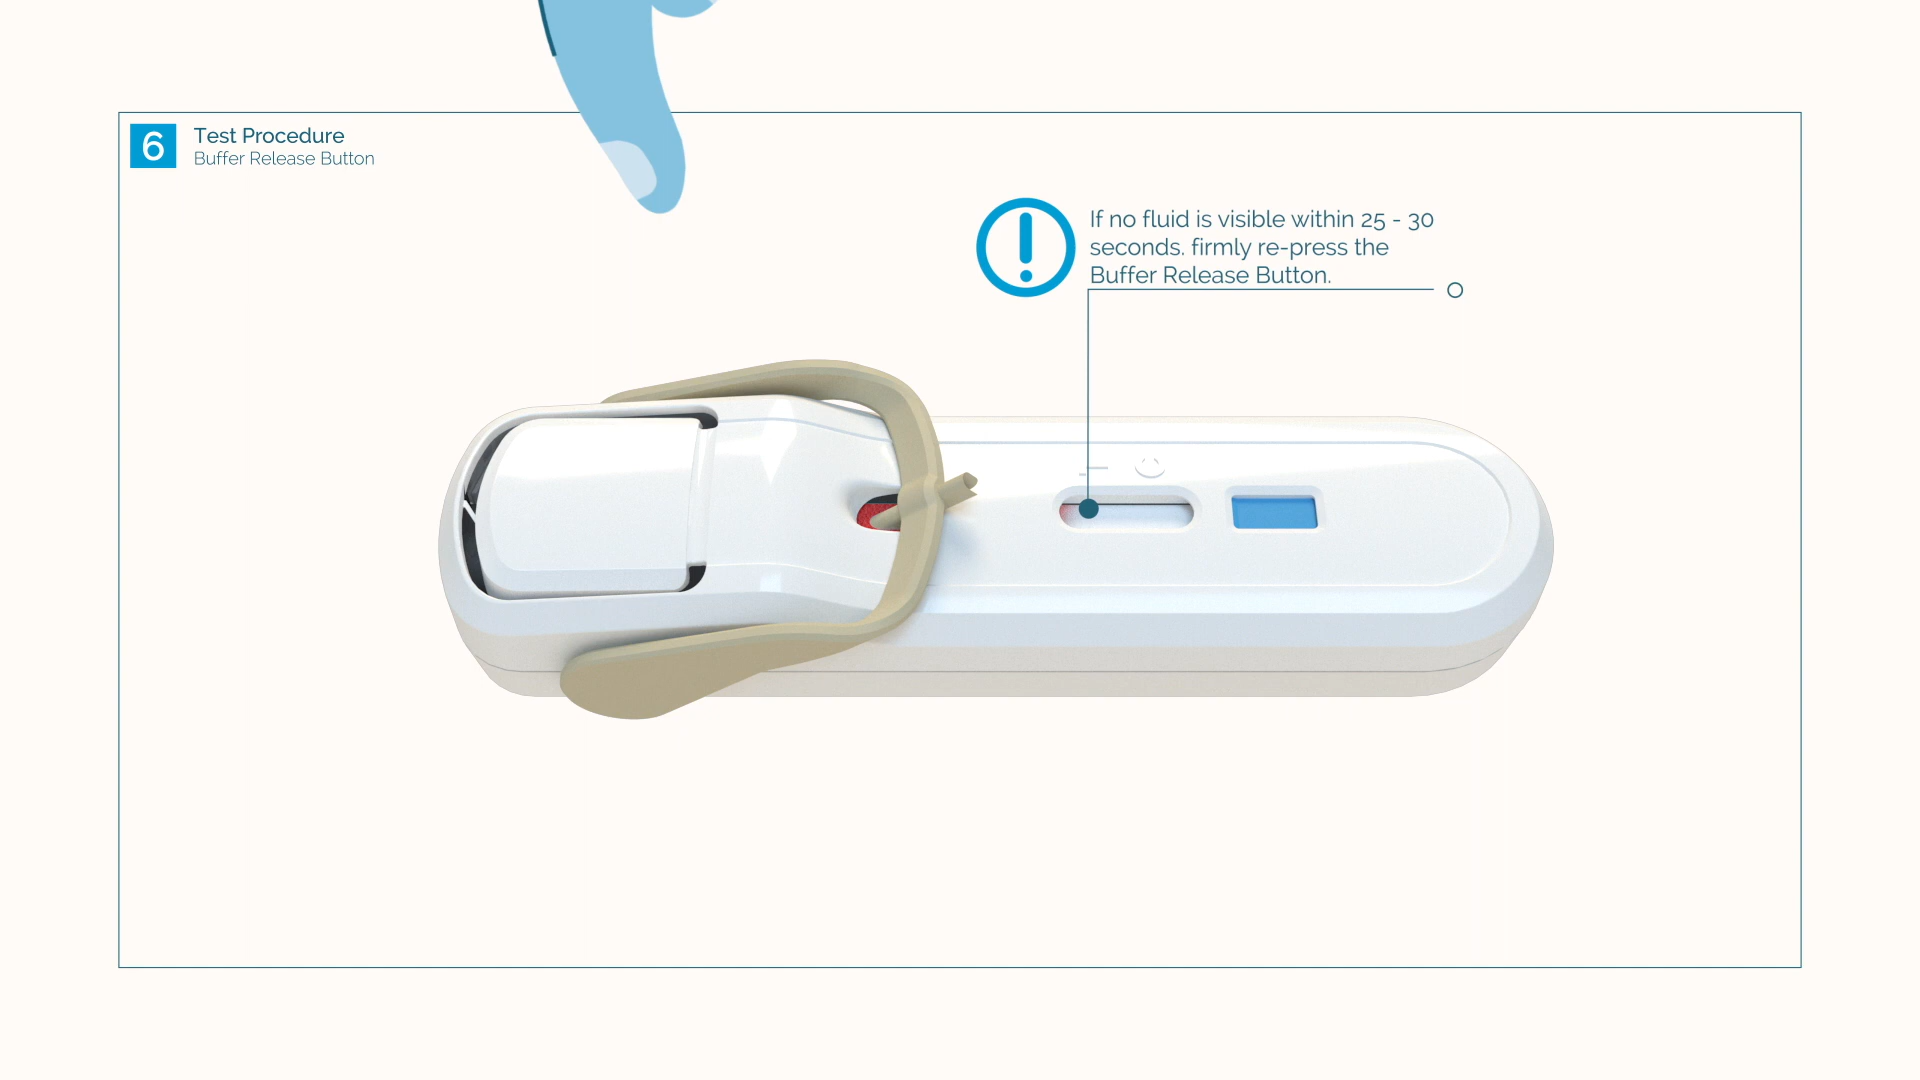 6
Test Procedure
Buffer Release Button
If no fluid is visible within 25 - 30
seconds. firmly re-press the
Buffer Release Button.